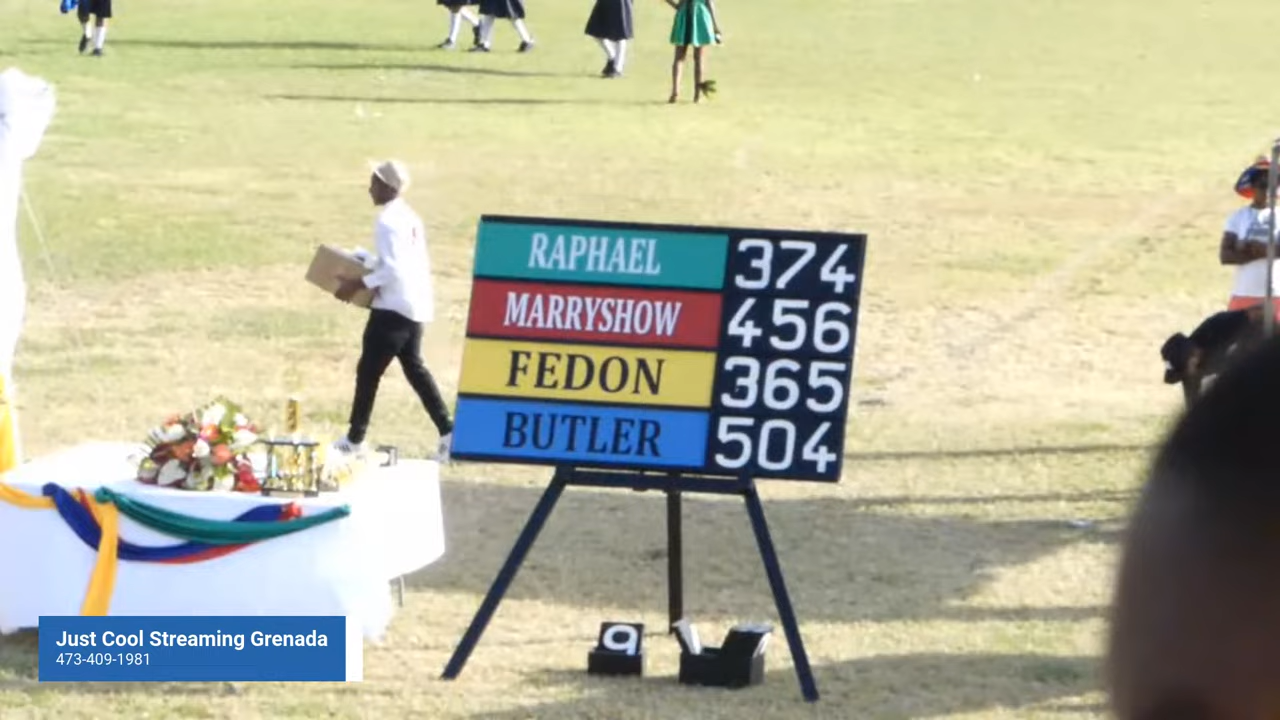 RAPHAEL 374
MARRYSHOW 456
FEDON 365
BUTLER 504
9
Just Cool Streaming Grenada
473-409-1981